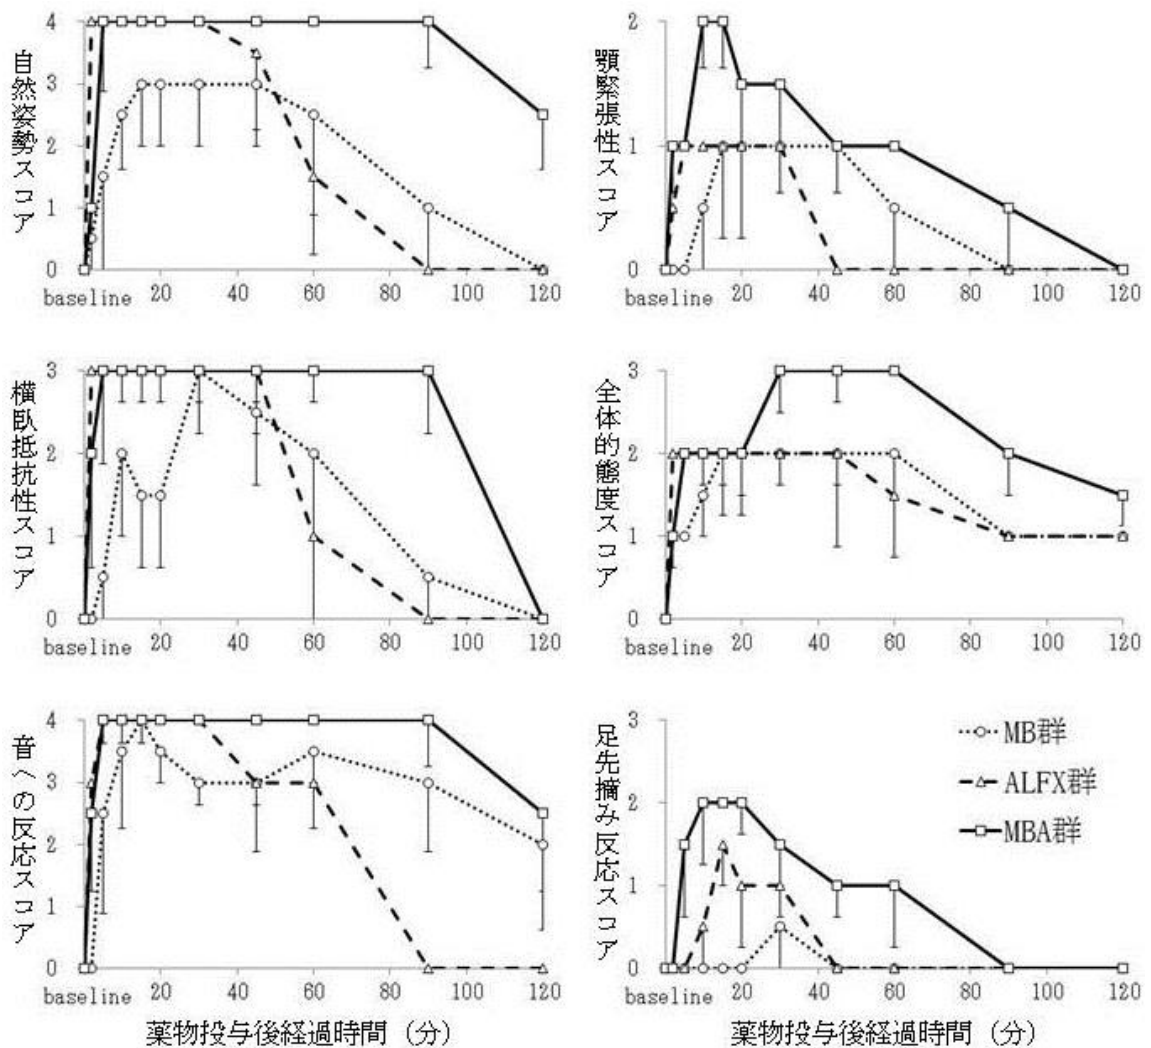 自然姿勢スコア
4
3
2
1
0
baseline 20 40 60 80 100 120
顎緊張性スコア
2
1
0
baseline 20 40 60 80 100 120
横臥抵抗性スコア
3
2
1
0
baseline 20 40 60 80 100 120
全体的態度スコア
3
2
1
0
baseline 20 40 60 80 100 120
音への反応スコア
4
3
2
1
0
baseline 20 40 60 80 100 120
薬物投与後経過時間 (分)
足先摘み反応スコア
3
2
1
0
baseline 20 40 60 80 100 120
薬物投与後経過時間 (分)
MB群
ALFX群
MBA群